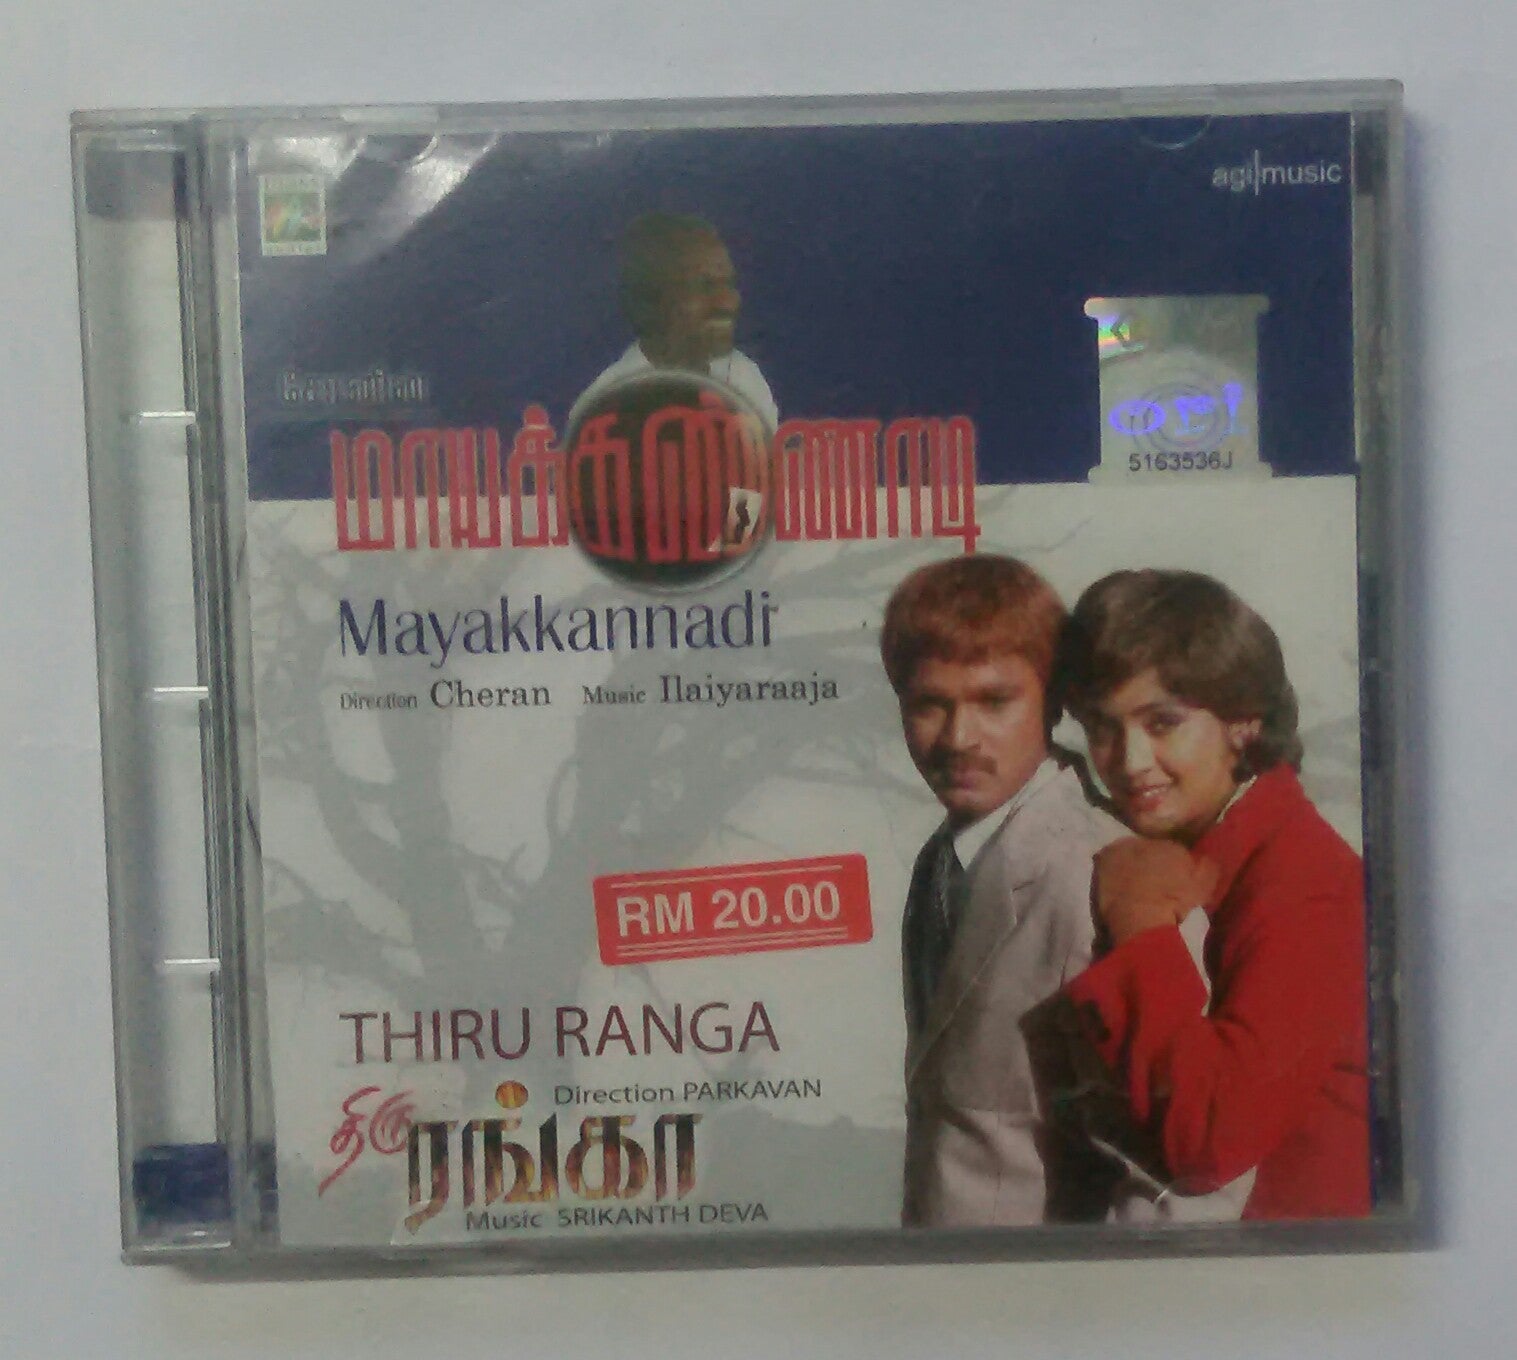 agi|music
சேரனின்
மாயக்கண்ணாடி
5163536J
Mayakkannadi
Direction Cheran Music Ilaiyaraaja
RM 20.00
THIRU RANGA
Direction PARKAVAN
திரு ரங்கா
Music SRIKANTH DEVA